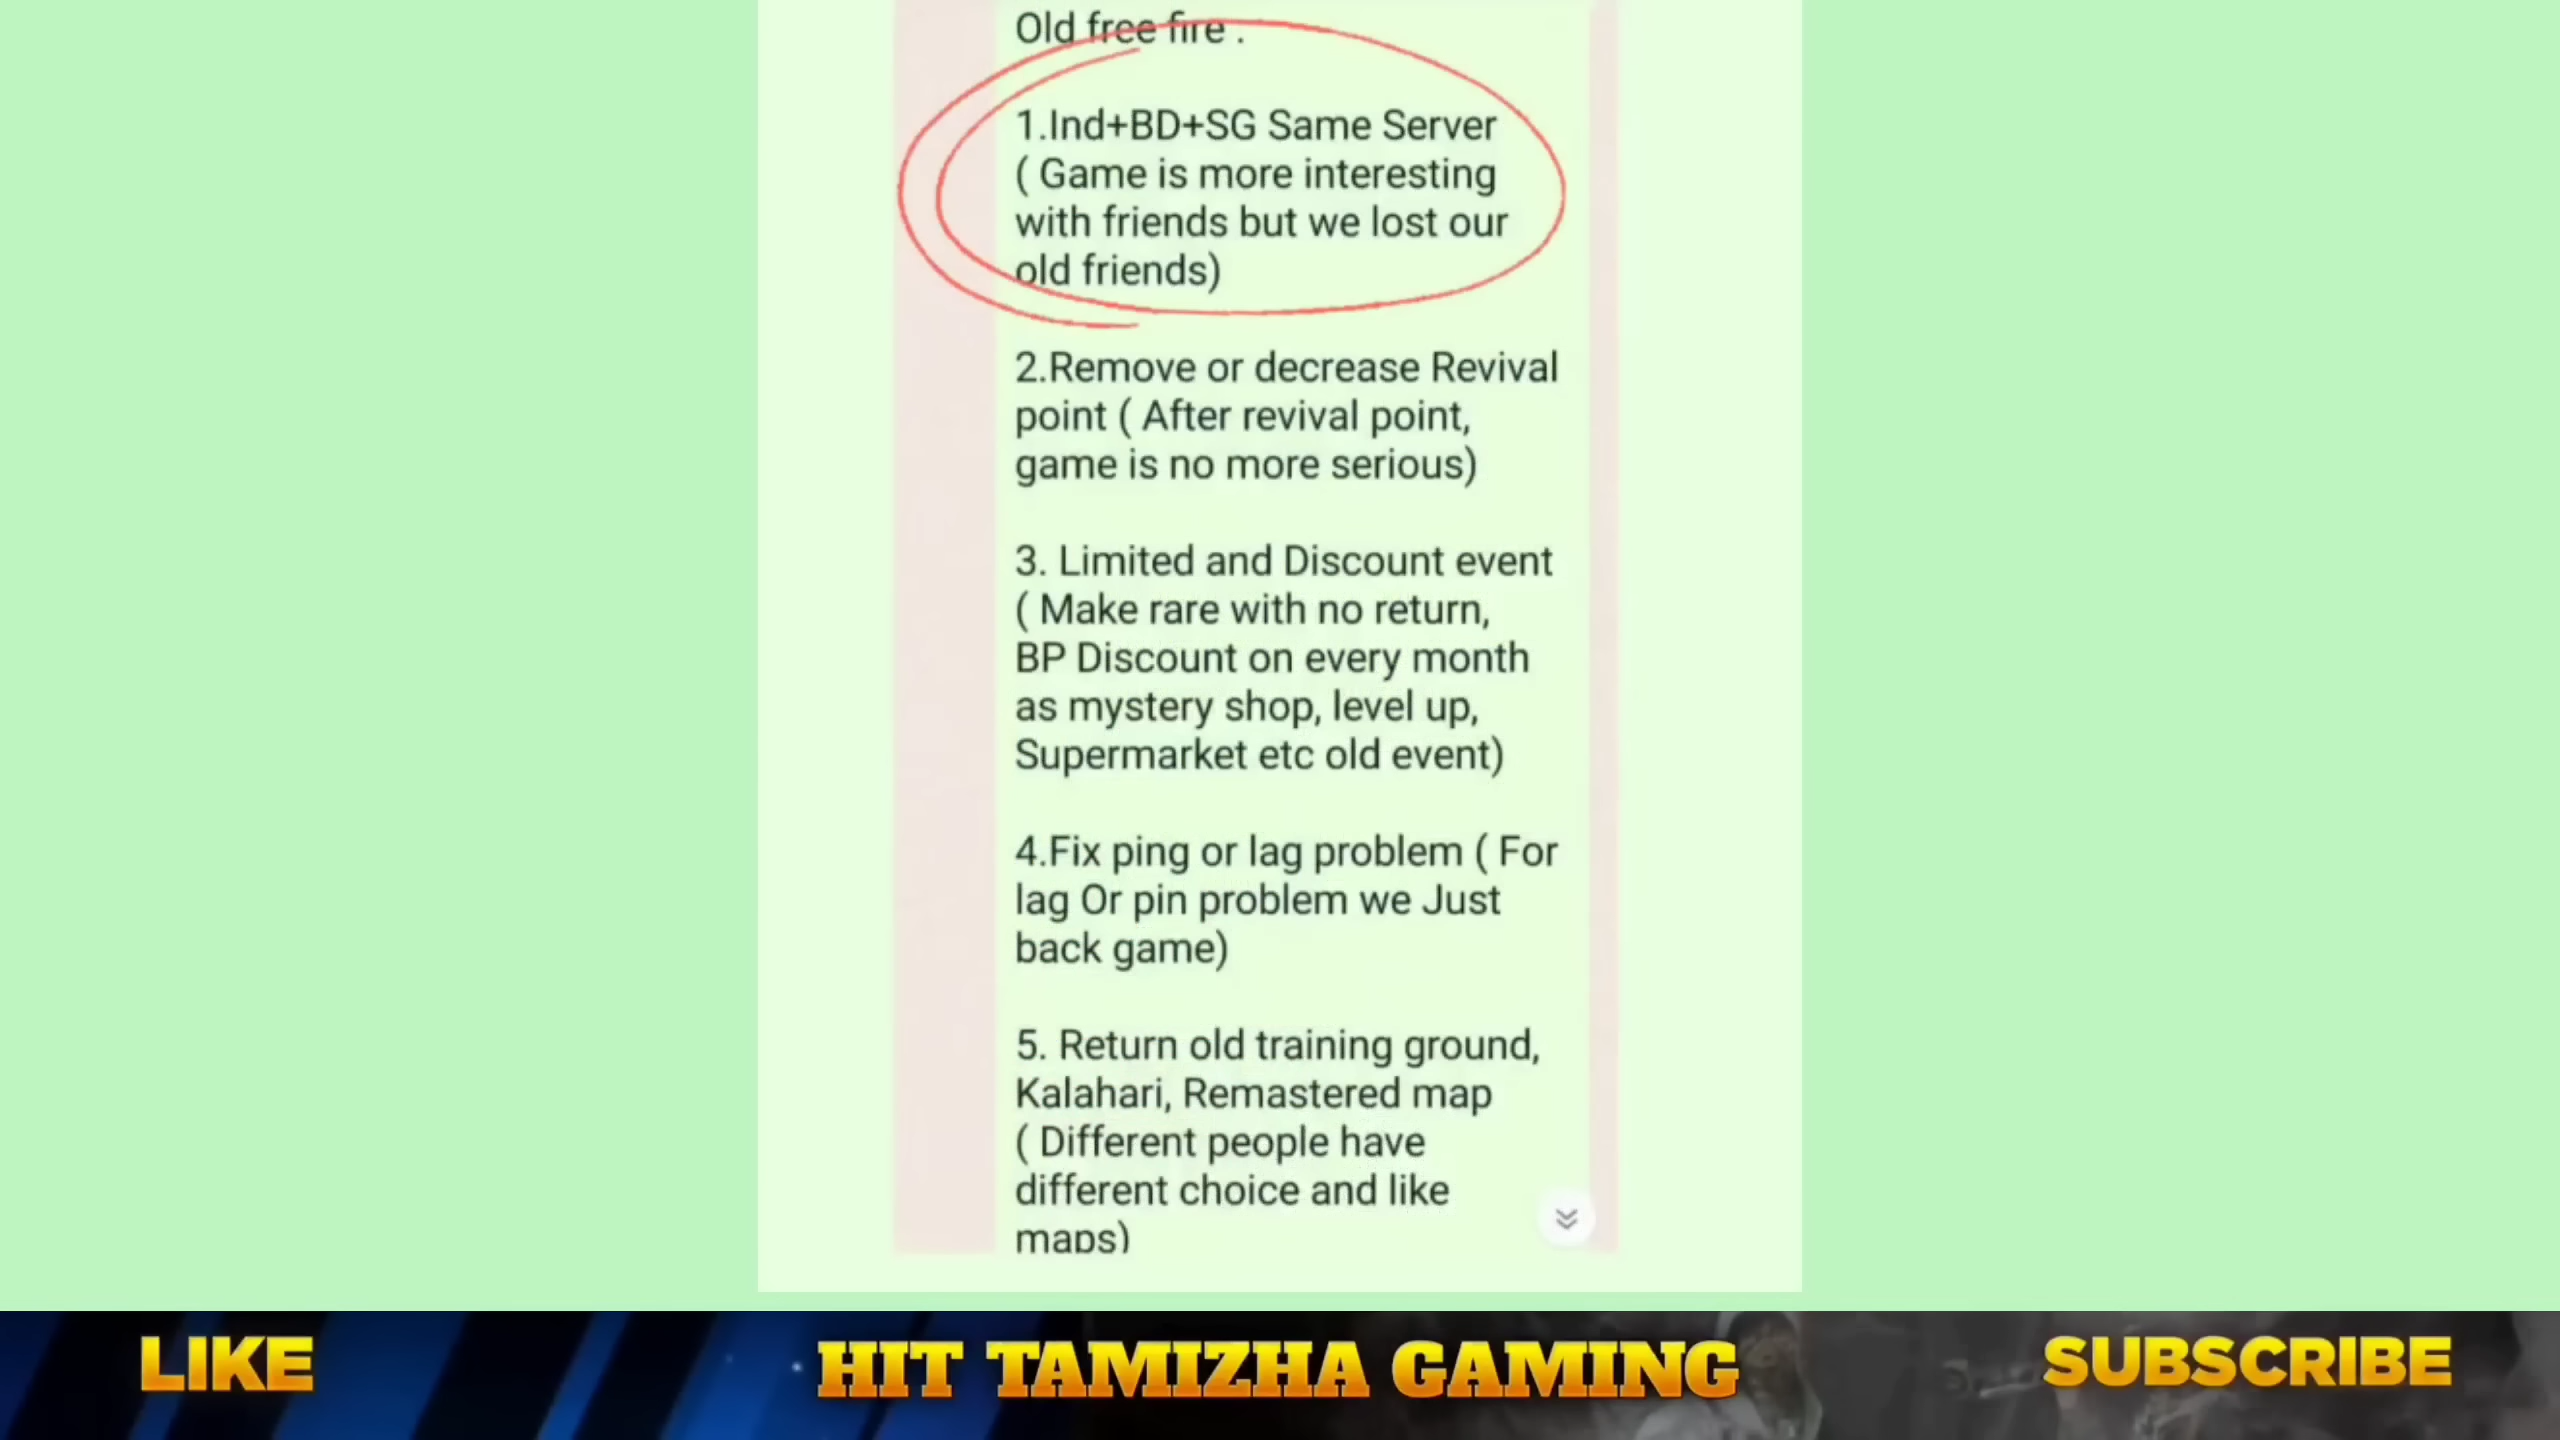 Old free fire .
1.Ind+BD+SG Same Server
( Game is more interesting
with friends but we lost our
old friends)
2.Remove or decrease Revival
point ( After revival point,
game is no more serious)
3. Limited and Discount event
( Make rare with no return,
BP Discount on every month
as mystery shop, level up,
Supermarket etc old event)
4.Fix ping or lag problem ( For
lag Or pin problem we Just
back game)
5. Return old training ground,
Kalahari, Remastered map
( Different people have
different choice and like
maps)
LIKE
HIT TAMIZHA GAMING
SUBSCRIBE